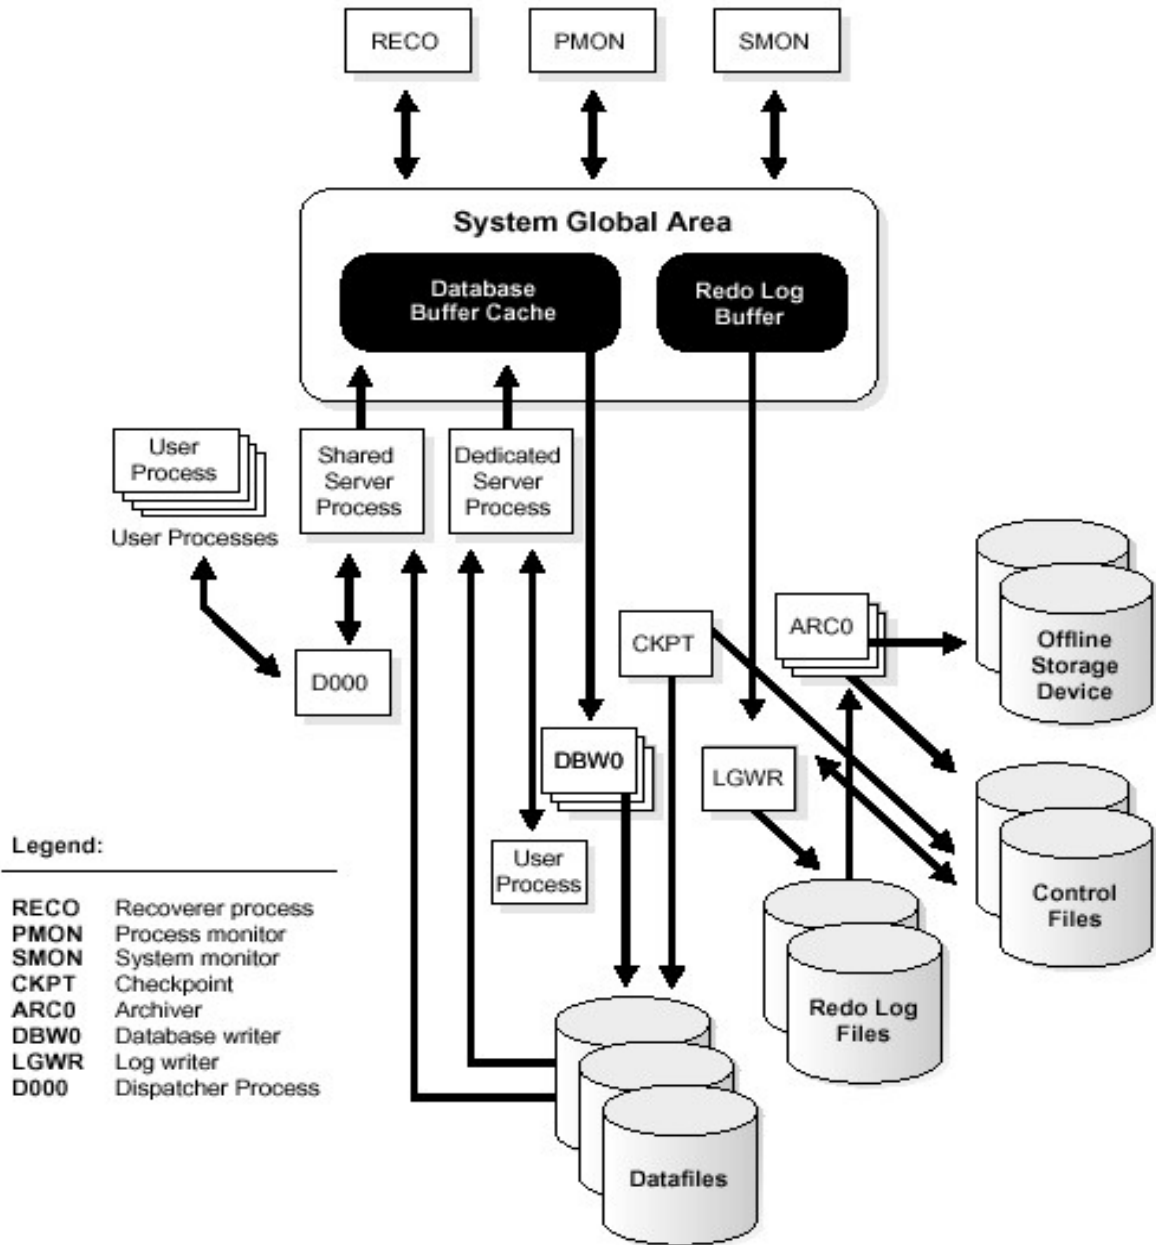 RECO
PMON
SMON
System Global Area
Database
Buffer Cache
Redo Log
Buffer
User
Process
User Processes
Shared
Server
Process
Dedicated
Server
Process
D000
CKPT
ARC0
Offline
Storage
Device
DBW0
LGWR
User
Process
Control
Files
Redo Log
Files
Datafiles
Legend:
RECO Recoverer process
PMON Process monitor
SMON System monitor
CKPT Checkpoint
ARC0 Archiver
DBW0 Database writer
LGWR Log writer
D000 Dispatcher Process